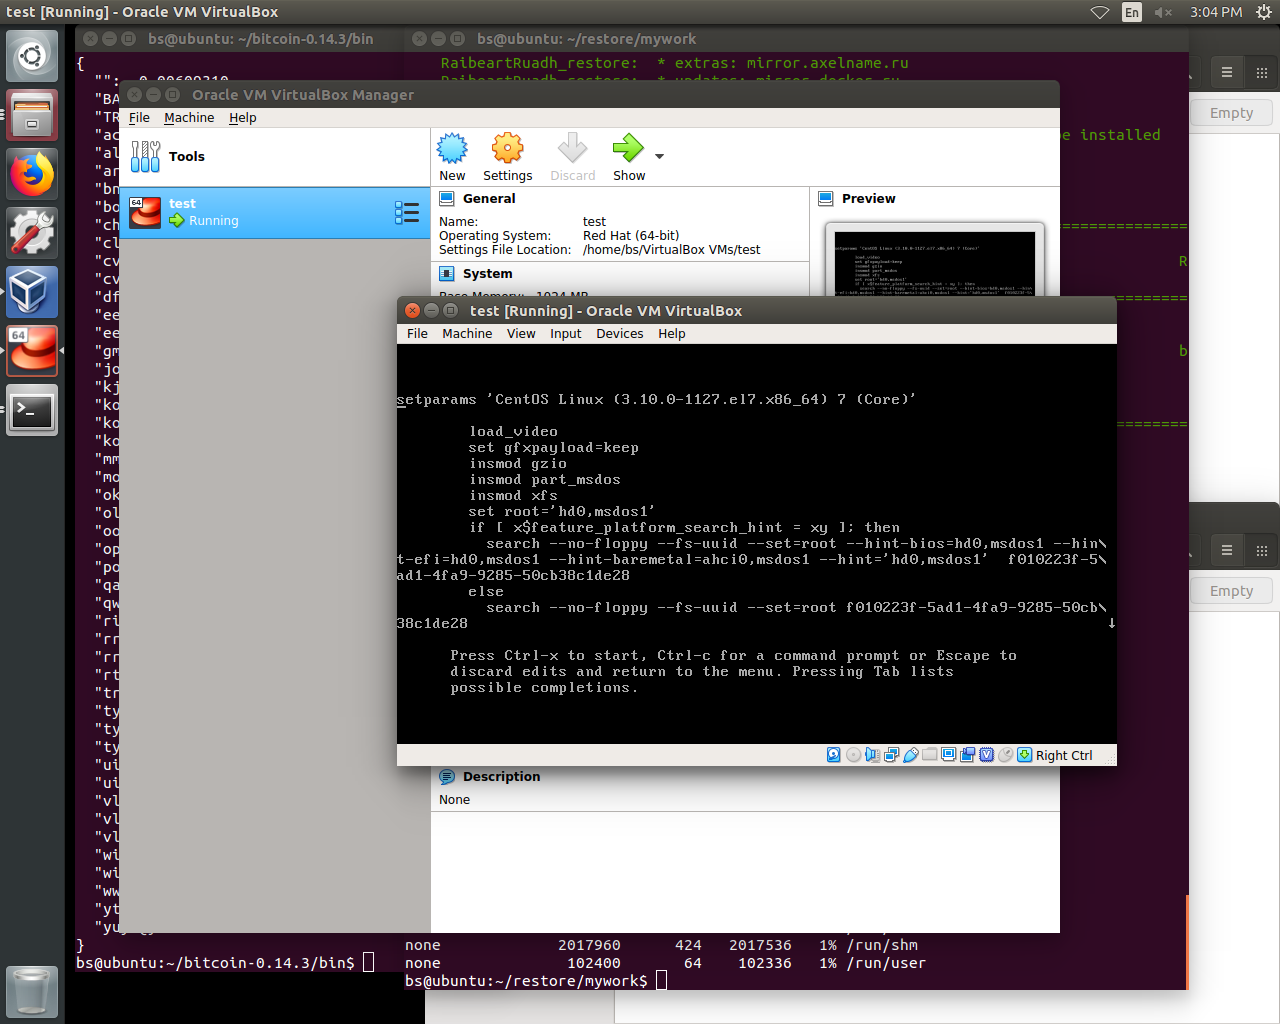 test [Running] - Oracle VM VirtualBox
En
3:04 PM
bs@ubuntu: ~/bitcoin-0.14.3/bin
bs@ubuntu: ~/restore/mywork
{
RaibeartRuadh_restore:  * extras: mirror.axelname.ru
Oracle VM VirtualBox Manager
File Machine Help
Empty
e installed
Tools
New
Settings
Discard
Show
64
test
Running
General
Name: test
Operating System: Red Hat (64-bit)
Settings File Location: /home/bs/VirtualBox VMs/test
System
Preview
"BA
"TR
"ac
"al
"ar
"bn
"bo
"ch
"cl
"cv
"cv
"df
"ee
"ee
"gm
"jo
"kj
"ko
"ko
"ko
"mm
"mo
"ok
"ol
"oo
"op
"po
"qa
"qw
"ri
"rr
"rr
"rt
"tr
"ty
"ty
"ty
"ui
"ui
"vl
"vl
"vl
"wi
"wi
"ww
"yt
R
b
64
test [Running] - Oracle VM VirtualBox
File Machine View Input Devices Help
setparams 'CentOS Linux (3.10.0-1127.el7.x86_64) 7 (Core)'
load_video
set gfxpayload=keep
insmod gzio
insmod part_msdos
insmod xfs
set root='hd0,msdos1'
if [ x$feature_platform_search_hint = xy ]; then
search --no-floppy --fs-uuid --set=root --hint-bios=hd0,msdos1 --hin\
t-efi=hd0,msdos1 --hint-baremetal=ahci0,msdos1 --hint='hd0,msdos1'  f010223f-5\
ad1-4fa9-9285-50cb38c1de28
else
search --no-floppy --fs-uuid --set=root f010223f-5ad1-4fa9-9285-50cb\
38c1de28
Press Ctrl-x to start, Ctrl-c for a command prompt or Escape to
discard edits and return to the menu. Pressing Tab lists
possible completions.
Right Ctrl
Empty
Description
None
}
bs@ubuntu:~/bitcoin-0.14.3/bin$
none 2017960 424 2017536 1% /run/shm
none 102400 64 102336 1% /run/user
bs@ubuntu:~/restore/mywork$